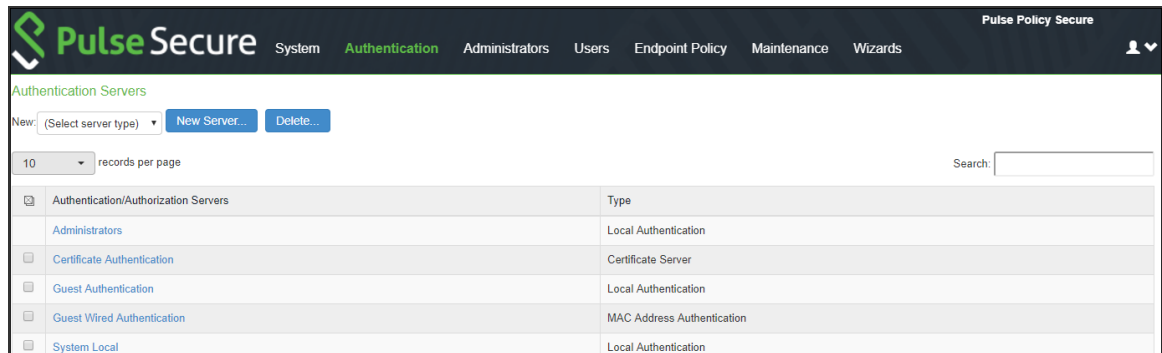 Pulse Policy Secure
Pulse Secure System Authentication Administrators Users Endpoint Policy Maintenance Wizards
Authentication Servers
New: (Select server type) New Server... Delete...
10 records per page Search:
Authentication/Authorization Servers Type
Administrators Local Authentication
Certificate Authentication Certificate Server
Guest Authentication Local Authentication
Guest Wired Authentication MAC Address Authentication
System Local Local Authentication